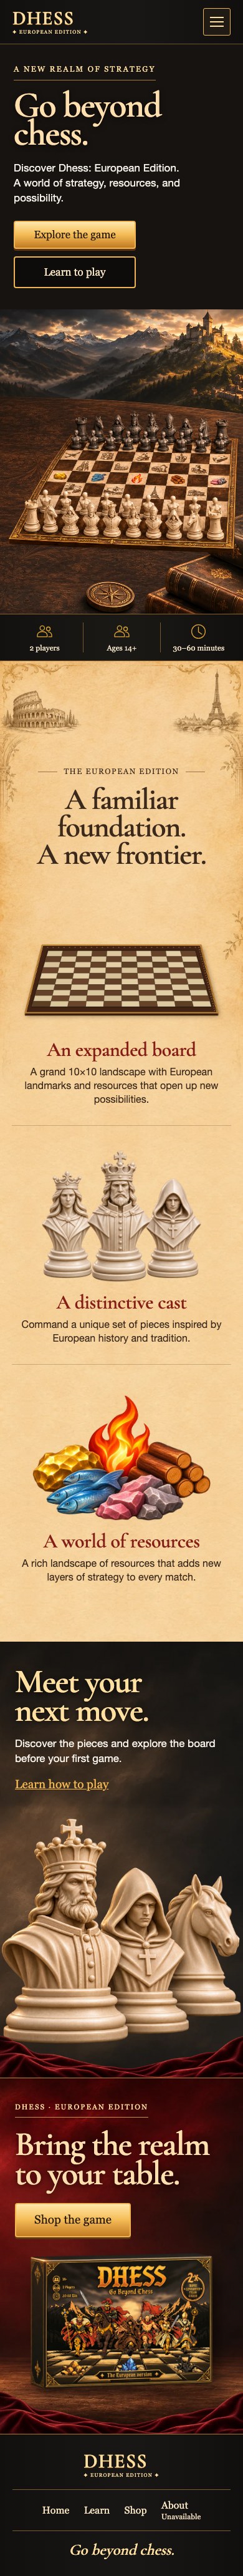 DHESS
EUROPEAN EDITION
A NEW REALM OF STRATEGY
Go beyond
chess.
Discover Dhess: European Edition.
A world of strategy, resources, and
possibility.
Explore the game
Learn to play
2 players
Ages 14+
30–60 minutes
THE EUROPEAN EDITION
A familiar
foundation.
A new frontier.
An expanded board
A grand 10×10 landscape with European
landmarks and resources that open up new
possibilities.
A distinctive cast
Command a unique set of pieces inspired by
European history and tradition.
A world of resources
A rich landscape of resources that adds new
layers of strategy to every match.
Meet your
next move.
Discover the pieces and explore the board
before your first game.
Learn how to play
DHESS · EUROPEAN EDITION
Bring the realm
to your table.
Shop the game
DHESS
Go Beyond Chess
The European version
DHESS
EUROPEAN EDITION
Home
Learn
Shop
About
Unavailable
Go beyond chess.